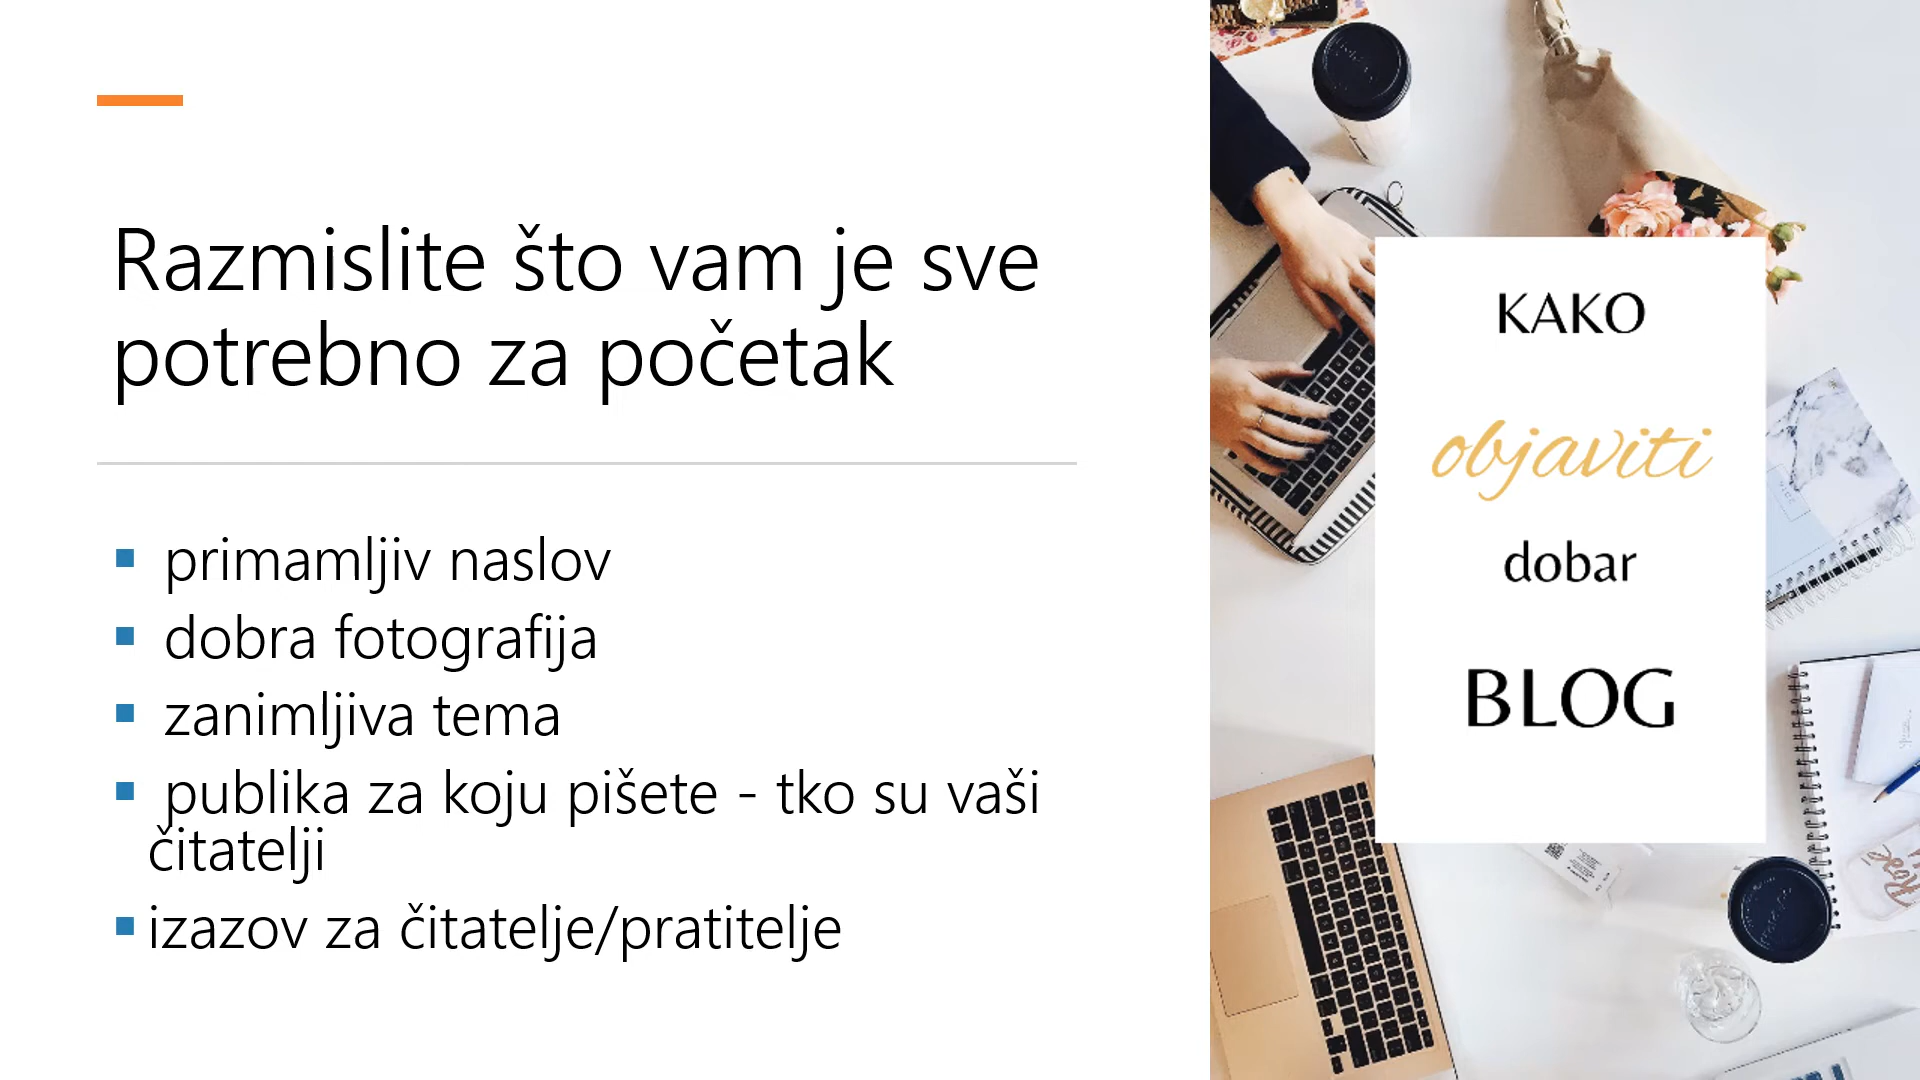 Razmislite što vam je sve
potrebno za početak
primamljiv naslov
dobra fotografija
zanimljiva tema
publika za koju pišete - tko su vaši
čitatelji
izazov za čitatelje/pratitelje
KAKO
objaviti
dobar
BLOG